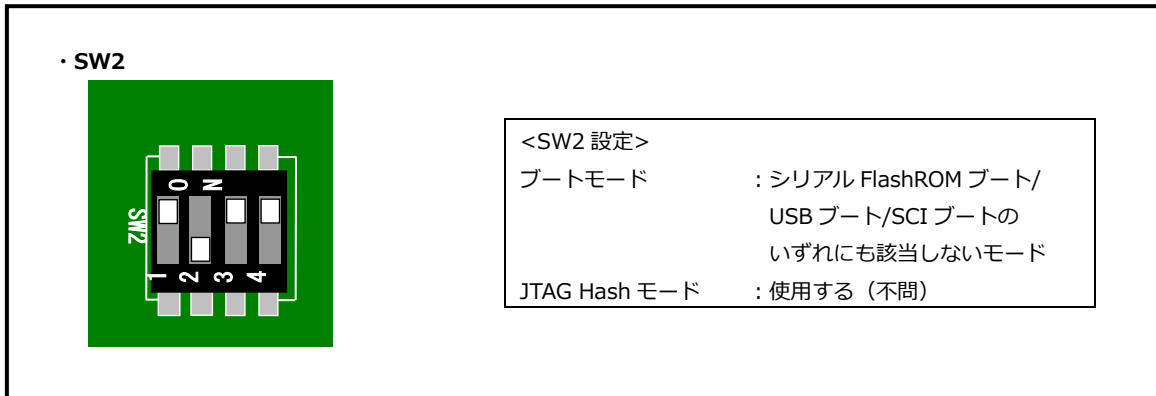 ・SW2
O N
SW2
1 2 3 4
<SW2 設定>
ブートモード ：シリアル FlashROM ブート/
USB ブート/SCI ブートの
いずれにも該当しないモード
JTAG Hash モード ：使用する（不問）